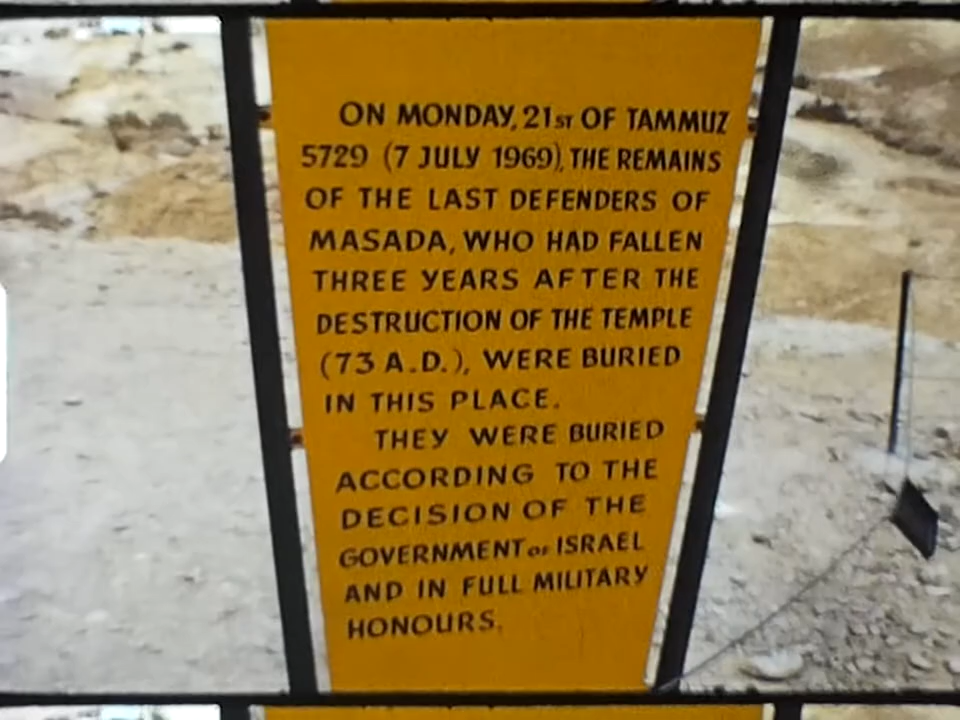 ON MONDAY, 21ST OF TAMMUZ
5729 (7 JULY 1969), THE REMAINS
OF THE LAST DEFENDERS OF
MASADA, WHO HAD FALLEN
THREE YEARS AFTER THE
DESTRUCTION OF THE TEMPLE
(73 A.D.), WERE BURIED
IN THIS PLACE.
THEY WERE BURIED
ACCORDING TO THE
DECISION OF THE
GOVERNMENT OF ISRAEL
AND IN FULL MILITARY
HONOURS.